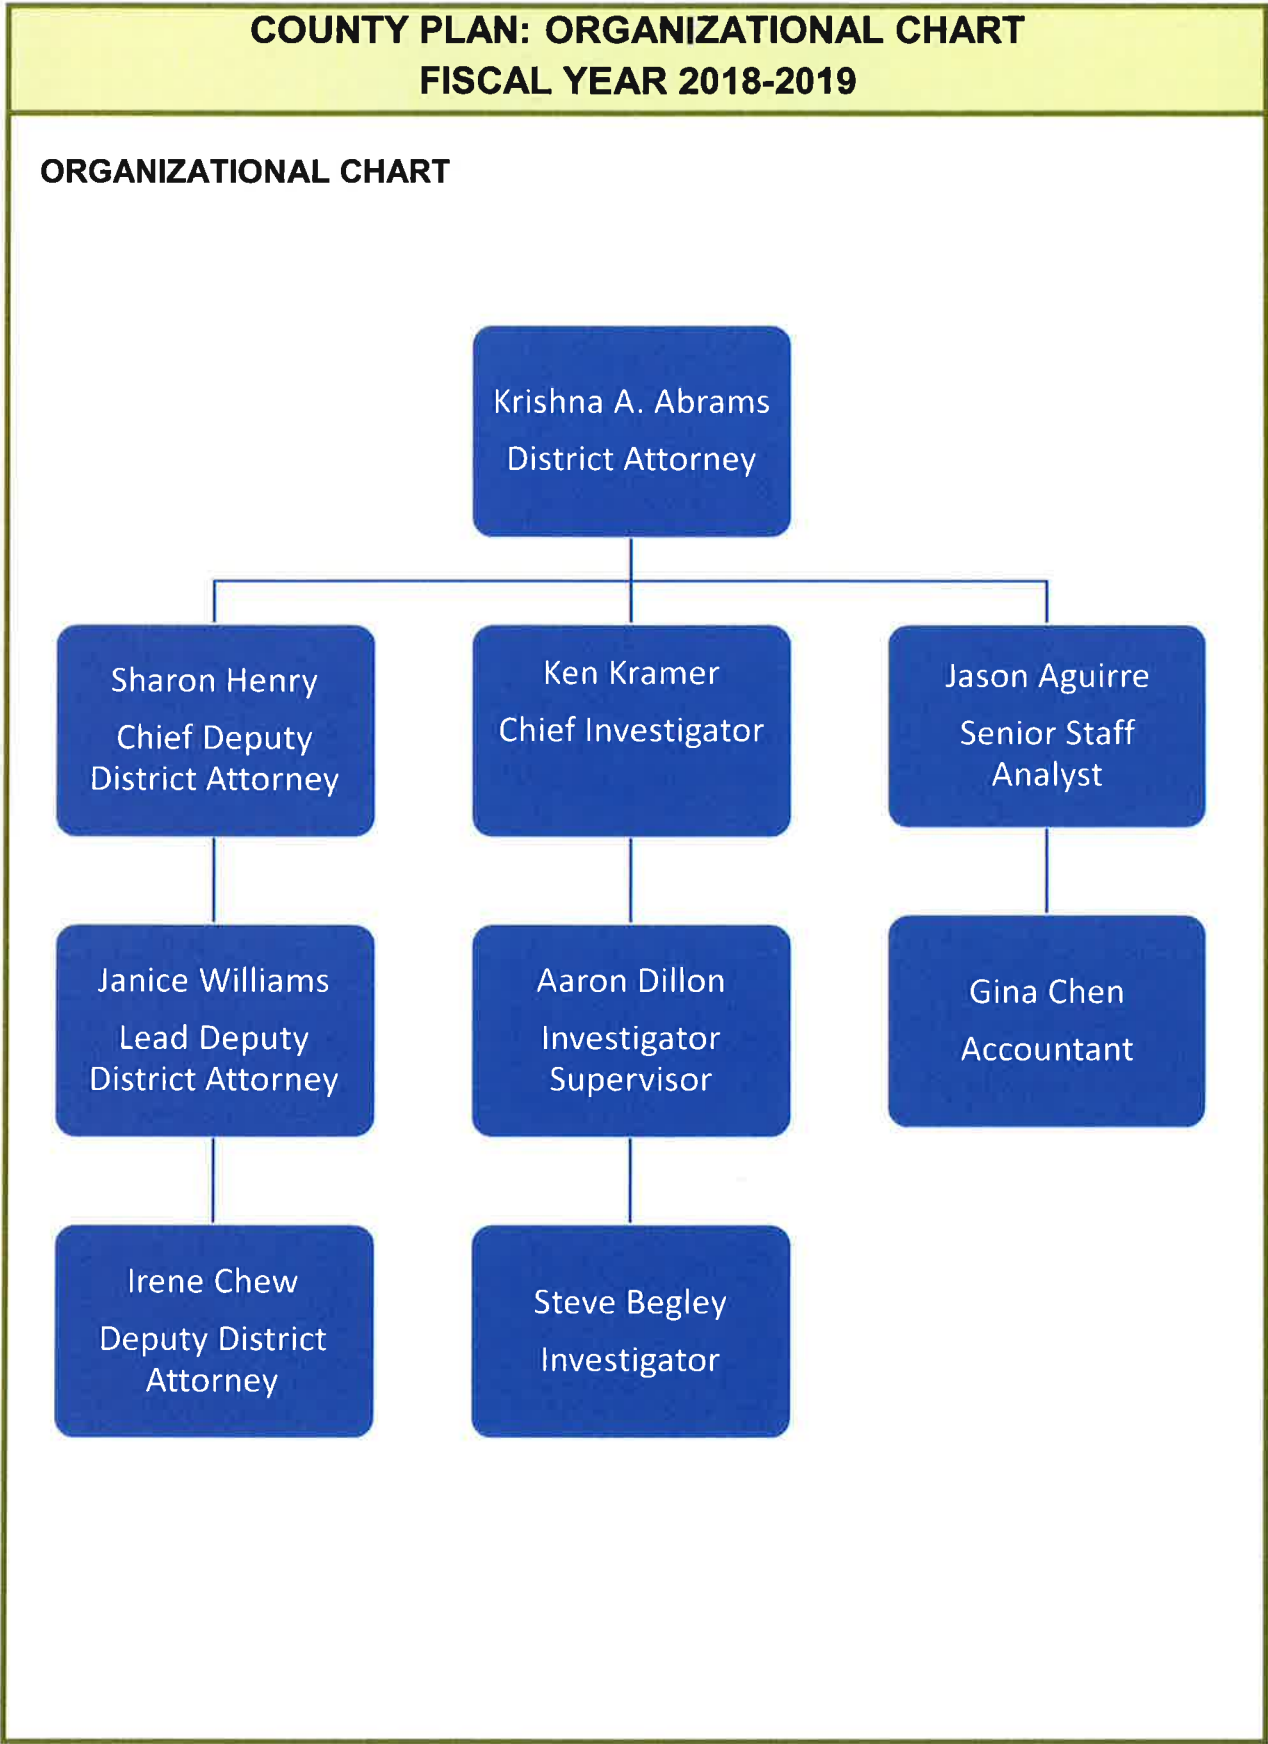 COUNTY PLAN: ORGANIZATIONAL CHART
FISCAL YEAR 2018-2019
ORGANIZATIONAL CHART
Krishna A. Abrams
District Attorney
Sharon Henry
Chief Deputy
District Attorney
Ken Kramer
Chief Investigator
Jason Aguirre
Senior Staff
Analyst
Janice Williams
Lead Deputy
District Attorney
Aaron Dillon
Investigator
Supervisor
Gina Chen
Accountant
Irene Chew
Deputy District
Attorney
Steve Begley
Investigator